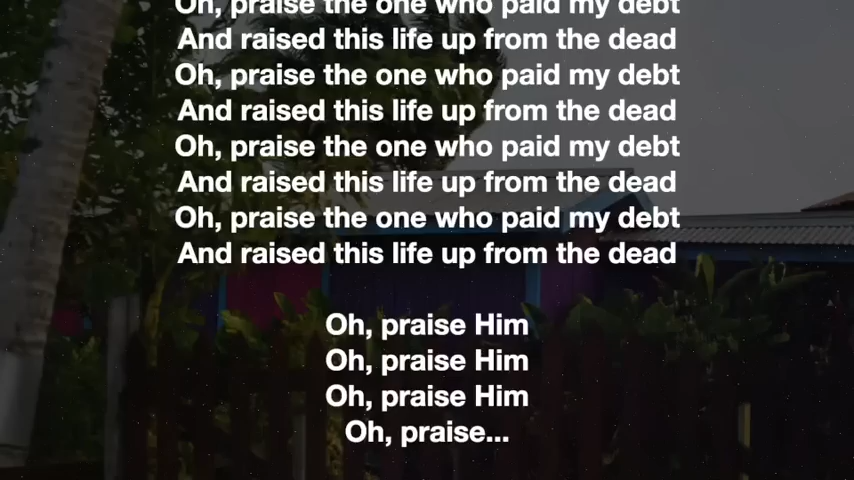 Oh, praise the one who paid my debt
And raised this life up from the dead
Oh, praise the one who paid my debt
And raised this life up from the dead
Oh, praise the one who paid my debt
And raised this life up from the dead
Oh, praise the one who paid my debt
And raised this life up from the dead
Oh, praise Him
Oh, praise Him
Oh, praise Him
Oh, praise...